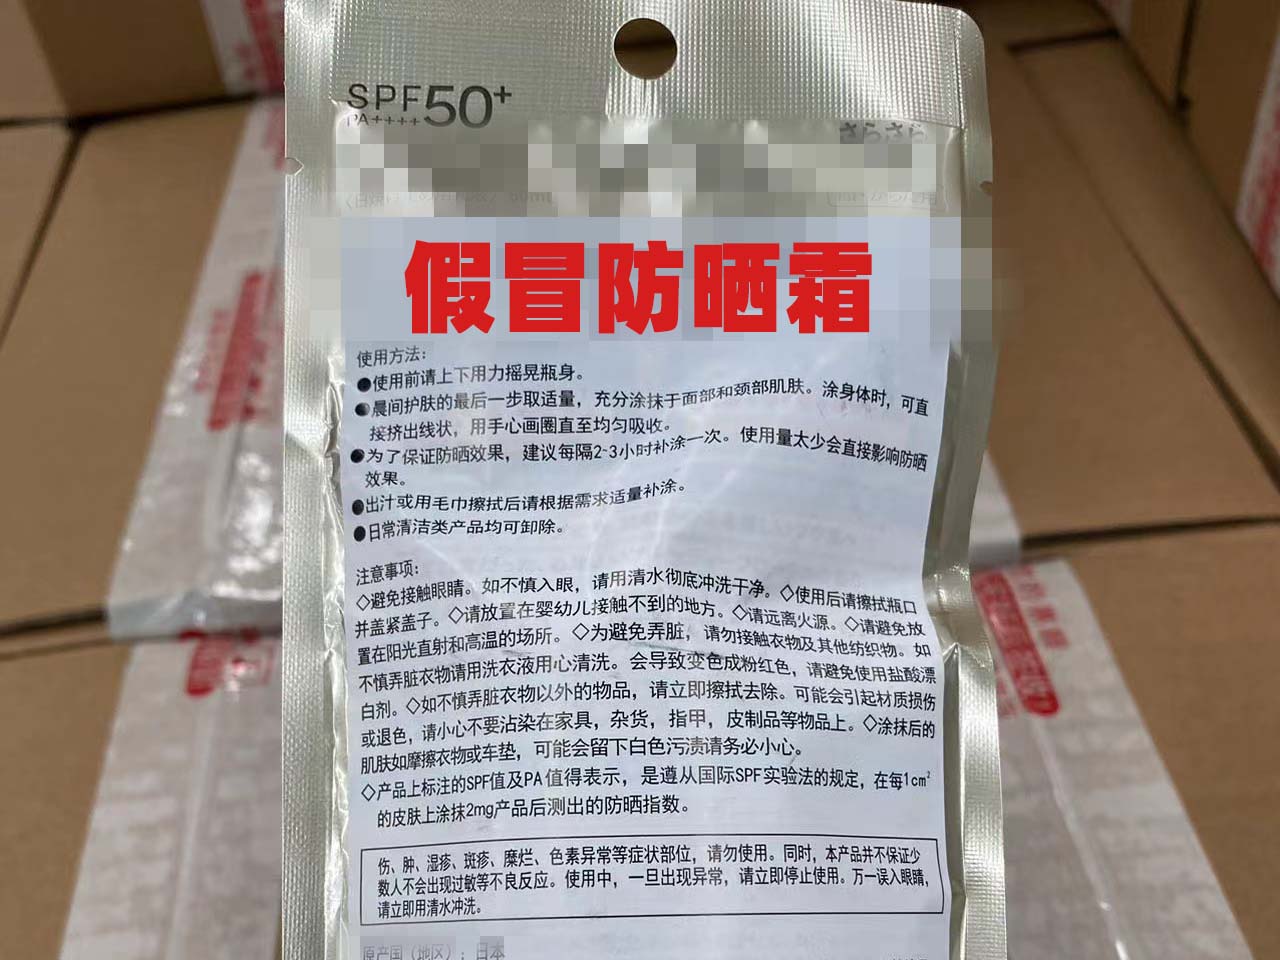 SPF50+
PA++++
さらさら
假冒防晒霜
使用方法：
●使用前请上下用力摇晃瓶身。
●晨间护肤的最后一步取适量，充分涂抹于面部和颈部肌肤。涂身体时，可直
接挤出线状，用手心画圈直至均匀吸收。
●为了保证防晒效果，建议每隔2~3小时补涂一次。使用量太少会直接影响防晒
效果。
●出汁或用毛巾擦拭后请根据需求适量补涂。
●日常清洁类产品均可卸除。
注意事项：
◇避免接触眼睛。如不慎入眼，请用清水彻底冲洗干净。◇使用后请擦拭瓶口
并盖紧盖子。◇请放置在婴幼儿接触不到的地方。◇请远离火源。◇请避免放
置在阳光直射和高温的场所。◇为避免弄脏，请勿接触衣物及其他纺织物。如
不慎弄脏衣物请用洗衣液用心清洗。会导致变色成粉红色，请避免使用盐酸漂
白剂。◇如不慎弄脏衣物以外的物品，请立即擦拭去除。可能会引起材质损伤
或退色，请小心不要沾染在家具，杂货，指甲，皮制品等物品上。◇涂抹后的
肌肤如摩擦衣物或车垫，可能会留下白色污渍请务必小心。
◇产品上标注的SPF值及PA值得表示，是遵从国际SPF实验法的规定，在每1cm²
的皮肤上涂抹2mg产品后测出的防晒指数。
伤、肿、湿疹、斑疹、糜烂、色素异常等症状部位，请勿使用。同时，本产品并不保证少
数人不会出现过敏等不良反应。使用中，一旦出现异常，请立即停止使用。万一误入眼睛，
请立即用清水冲洗。
原产国（地区）：日本